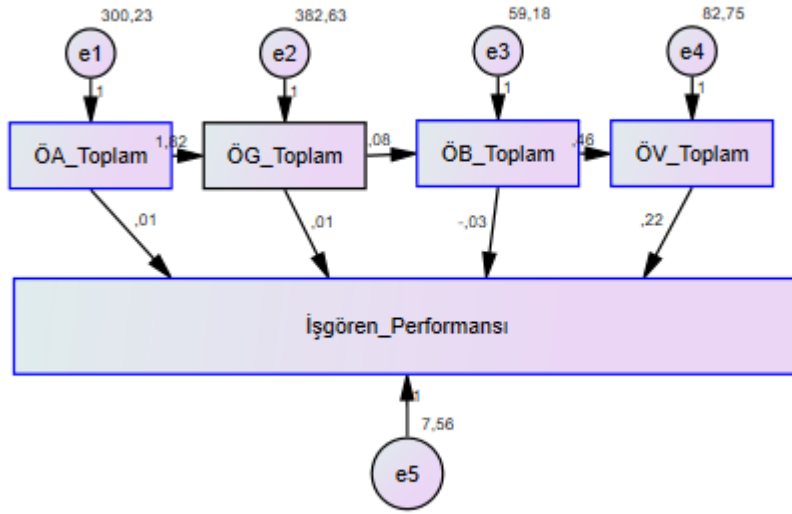 300,23
382,63
59,18
82,75
e1
e2
e3
e4
1
1
1
1
ÖA_Toplam
1,82
ÖG_Toplam
,08
ÖB_Toplam
,46
ÖV_Toplam
,01
,01
-,03
,22
İşgören_Performansı
1
7,56
e5